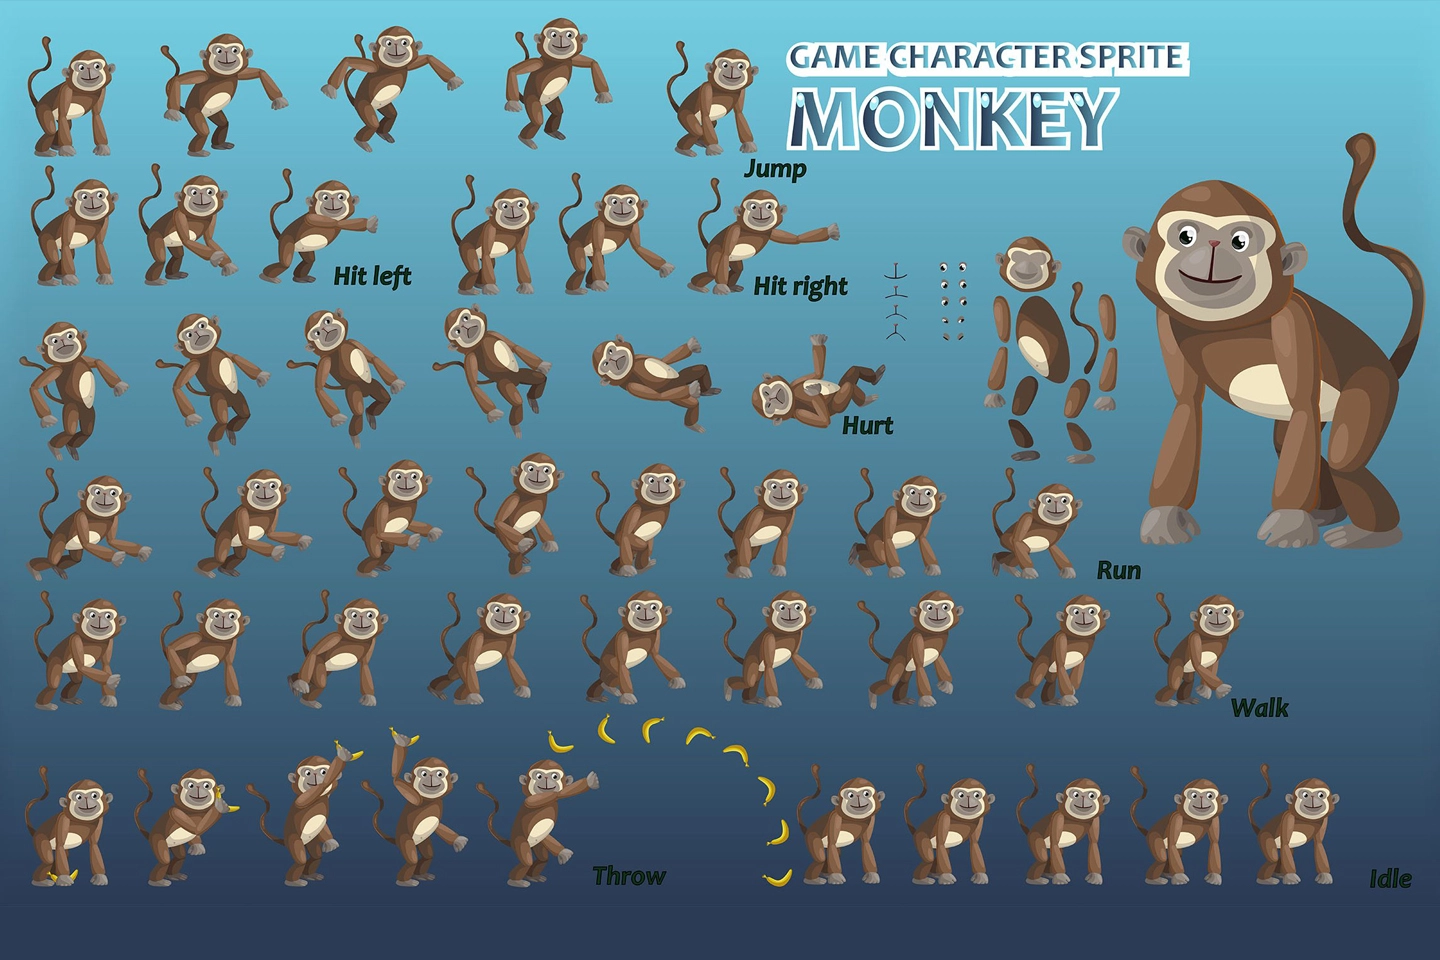 GAME CHARACTER SPRITE
MONKEY
Jump
Hit left
Hit right
Hurt
Run
Walk
Throw
Idle